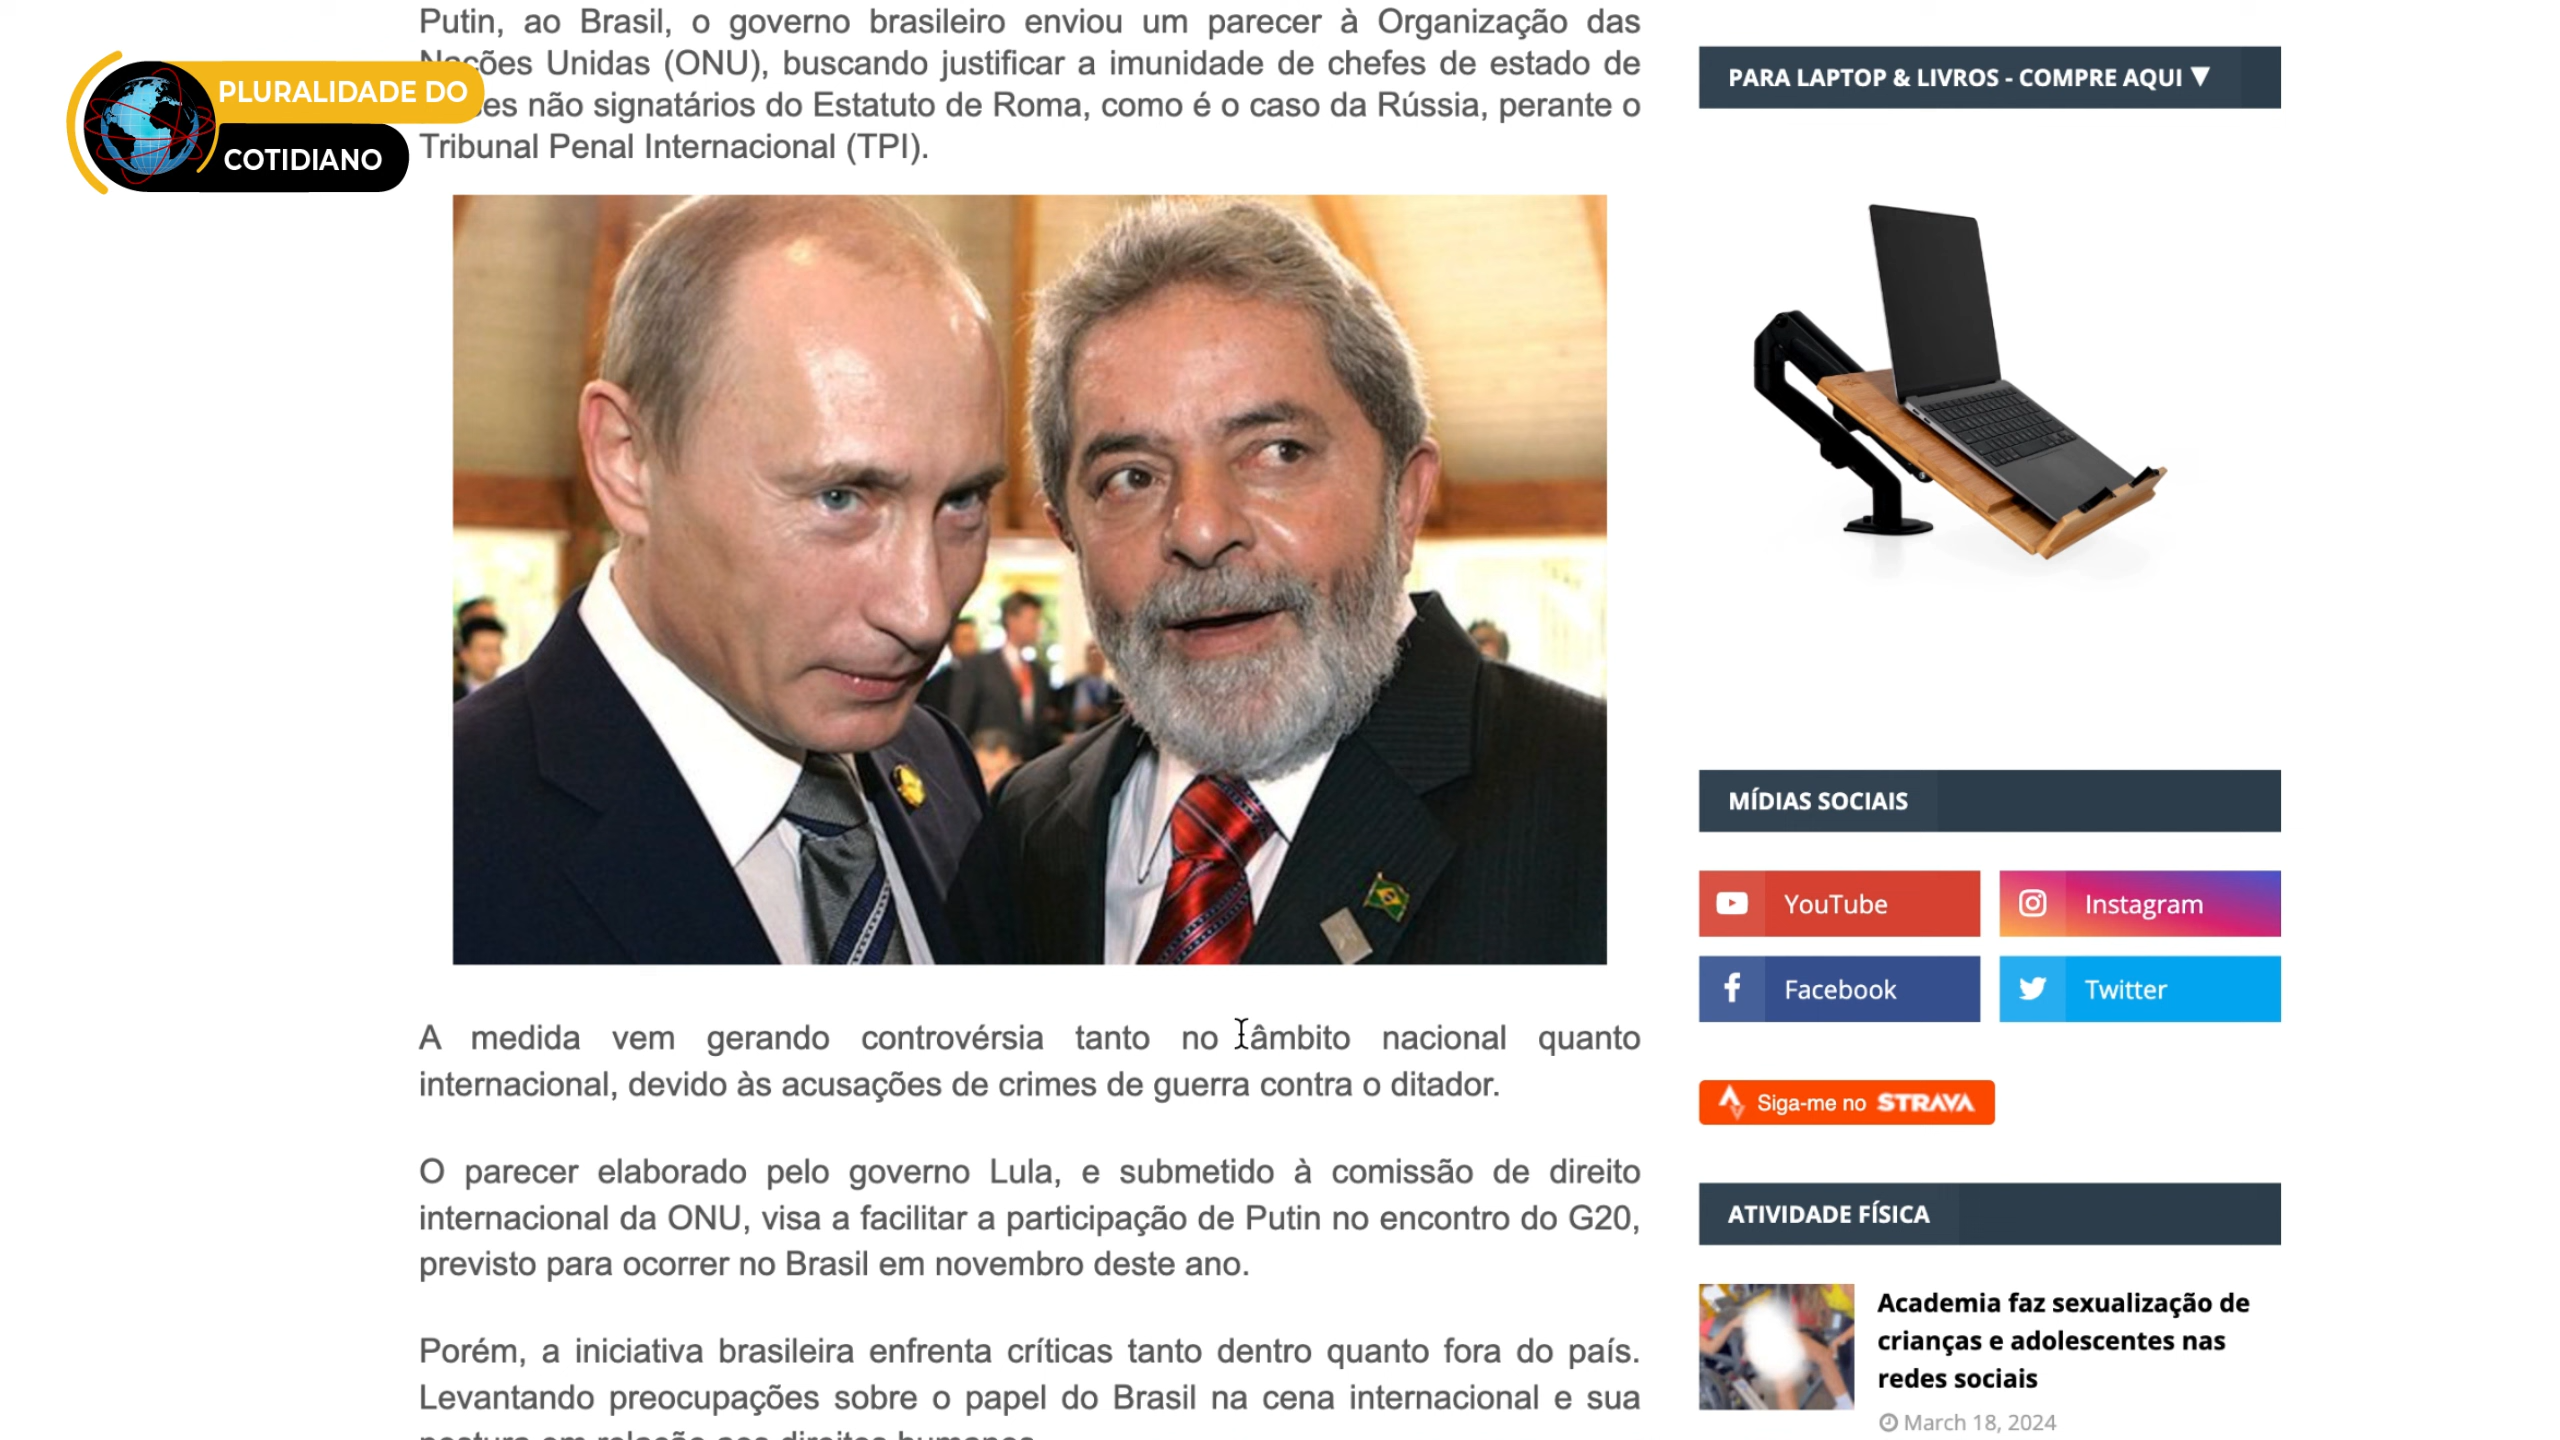 Putin, ao Brasil, o governo brasileiro enviou um parecer à Organização das
ções Unidas (ONU), buscando justificar a imunidade de chefes de estado de
es não signatários do Estatuto de Roma, como é o caso da Rússia, perante o
Tribunal Penal Internacional (TPI).
PLURALIDADE DO
COTIDIANO
A medida vem gerando controvérsia tanto no âmbito nacional quanto
internacional, devido às acusações de crimes de guerra contra o ditador.
O parecer elaborado pelo governo Lula, e submetido à comissão de direito
internacional da ONU, visa a facilitar a participação de Putin no encontro do G20,
previsto para ocorrer no Brasil em novembro deste ano.
Porém, a iniciativa brasileira enfrenta críticas tanto dentro quanto fora do país.
Levantando preocupações sobre o papel do Brasil na cena internacional e sua
PARA LAPTOP & LIVROS - COMPRE AQUI ▼
MÍDIAS SOCIAIS
YouTube
Instagram
Facebook
Twitter
Siga-me no STRAVA
ATIVIDADE FÍSICA
Academia faz sexualização de
crianças e adolescentes nas
redes sociais
March 18, 2024